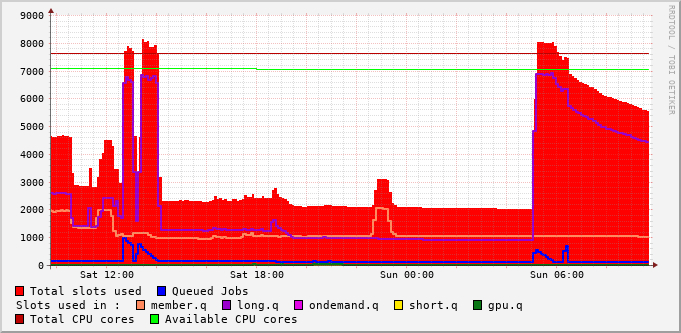 RRDTOOL / TOBI OETIKER
9000
8000
7000
6000
5000
4000
3000
2000
1000
0
Sat 12:00 Sat 18:00 Sun 00:00 Sun 06:00
Total slots used Queued Jobs
Slots used in : member.q long.q ondemand.q short.q gpu.q
Total CPU cores Available CPU cores